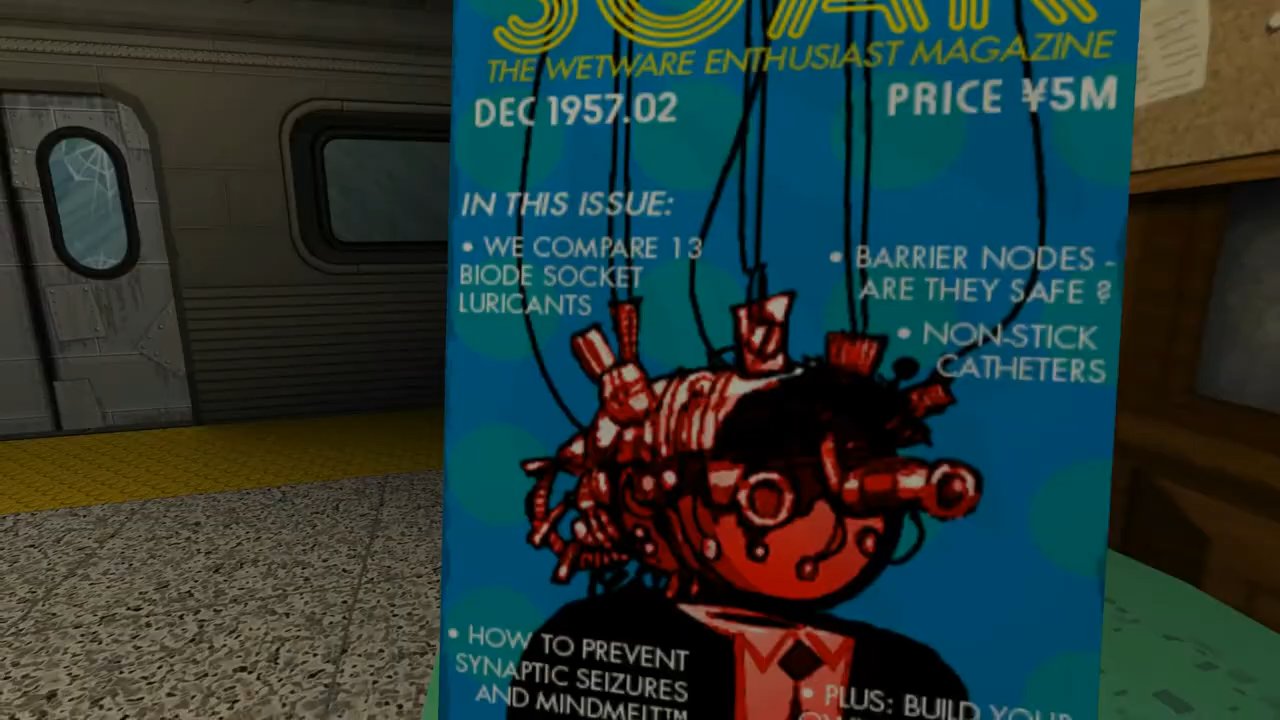 THE WETWARE ENTHUSIAST MAGAZINE
DEC 1957.02
PRICE ¥5M
IN THIS ISSUE:
• WE COMPARE 13
BIODE SOCKET
LURICANTS
• BARRIER NODES -
ARE THEY SAFE ?
• NON-STICK
CATHETERS
• HOW TO PREVENT
SYNAPTIC SEIZURES
AND MINDMELT™
• PLUS: BUILD YOUR